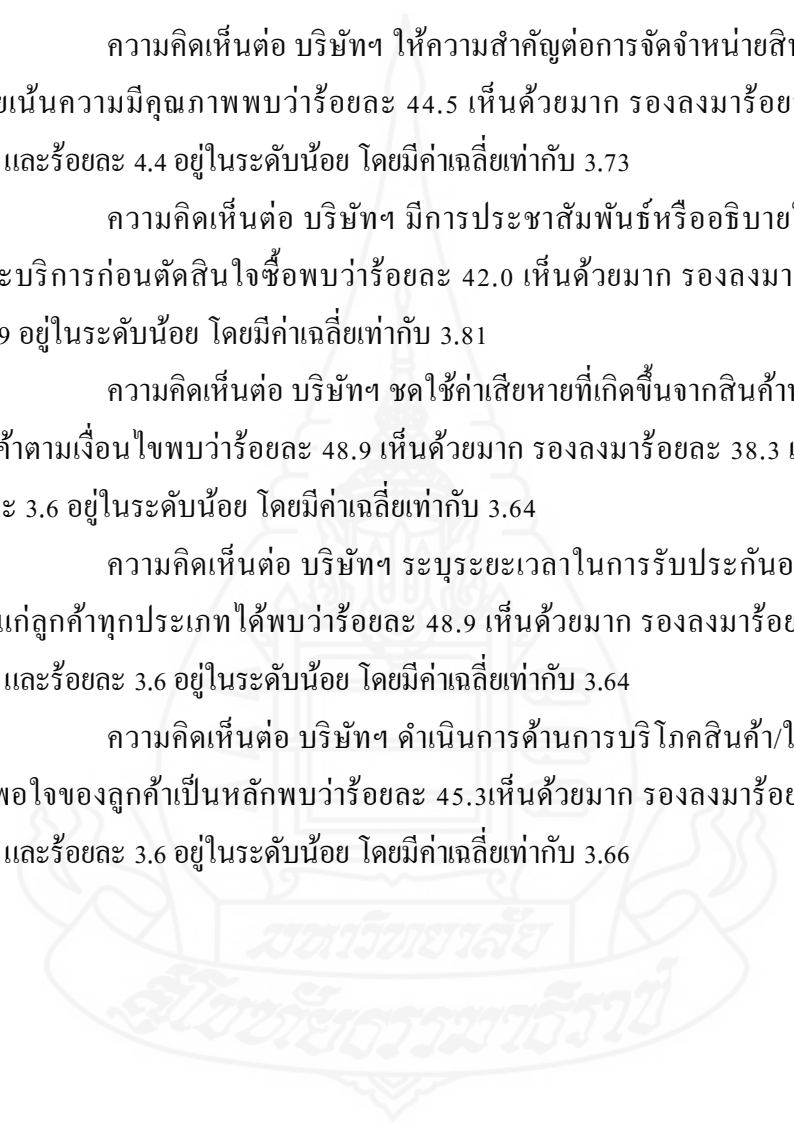 ความคิดเห็นต่อ บริษัทฯ ให้ความสำคัญต่อการจัดจำหน่ายสิน
เน้นความมีคุณภาพพบว่าร้อยละ 44.5 เห็นด้วยมาก รองลงมาร้อย
และร้อยละ 4.4 อยู่ในระดับน้อย โดยมีค่าเฉลี่ยเท่ากับ 3.73
ความคิดเห็นต่อ บริษัทฯ มีการประชาสัมพันธ์หรืออธิบาย
ะบริการก่อนตัดสินใจซื้อพบว่าร้อยละ 42.0 เห็นด้วยมาก รองลงมา
9 อยู่ในระดับน้อย โดยมีค่าเฉลี่ยเท่ากับ 3.81
ความคิดเห็นต่อ บริษัทฯ ชดใช้ค่าเสียหายที่เกิดขึ้นจากสินค้า
ค้าตามเงื่อนไขพบว่าร้อยละ 48.9 เห็นด้วยมาก รองลงมาร้อยละ 38.3
ะ 3.6 อยู่ในระดับน้อย โดยมีค่าเฉลี่ยเท่ากับ 3.64
ความคิดเห็นต่อ บริษัทฯ ระบุระยะเวลาในการรับประกันอ
แก่ลูกค้าทุกประเภทได้พบว่าร้อยละ 48.9 เห็นด้วยมาก รองลงมาร้อย
และร้อยละ 3.6 อยู่ในระดับน้อย โดยมีค่าเฉลี่ยเท่ากับ 3.64
ความคิดเห็นต่อ บริษัทฯ ดำเนินการด้านการบริโภคสินค้า/ใ
พอใจของลูกค้าเป็นหลักพบว่าร้อยละ 45.3เห็นด้วยมาก รองลงมาร้อย
และร้อยละ 3.6 อยู่ในระดับน้อย โดยมีค่าเฉลี่ยเท่ากับ 3.66
มหาวิทยาลัย
สุโขทัยธรรมาธิราช